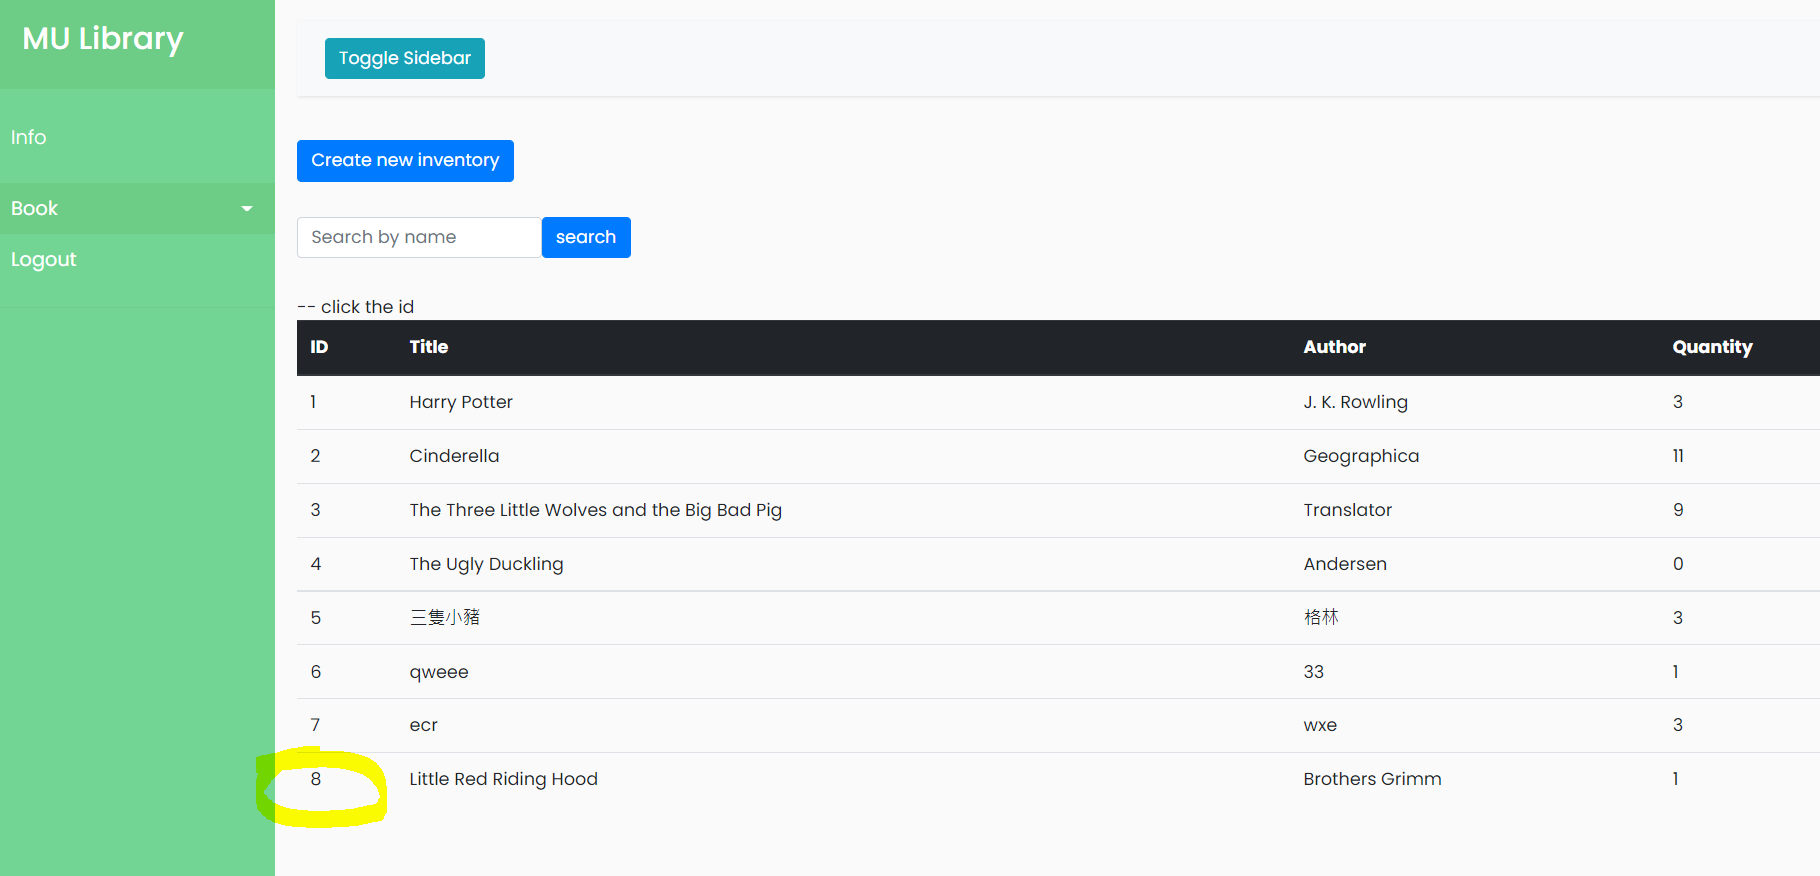 MU Library
Toggle Sidebar
Info
Create new inventory
Book
Search by name search
Logout
-- click the id
ID Title Author Quantity
1 Harry Potter J. K. Rowling 3
2 Cinderella Geographica 11
3 The Three Little Wolves and the Big Bad Pig Translator 9
4 The Ugly Duckling Andersen 0
5 三隻小豬 格林 3
6 qweee 33 1
7 ecr wxe 3
8 Little Red Riding Hood Brothers Grimm 1